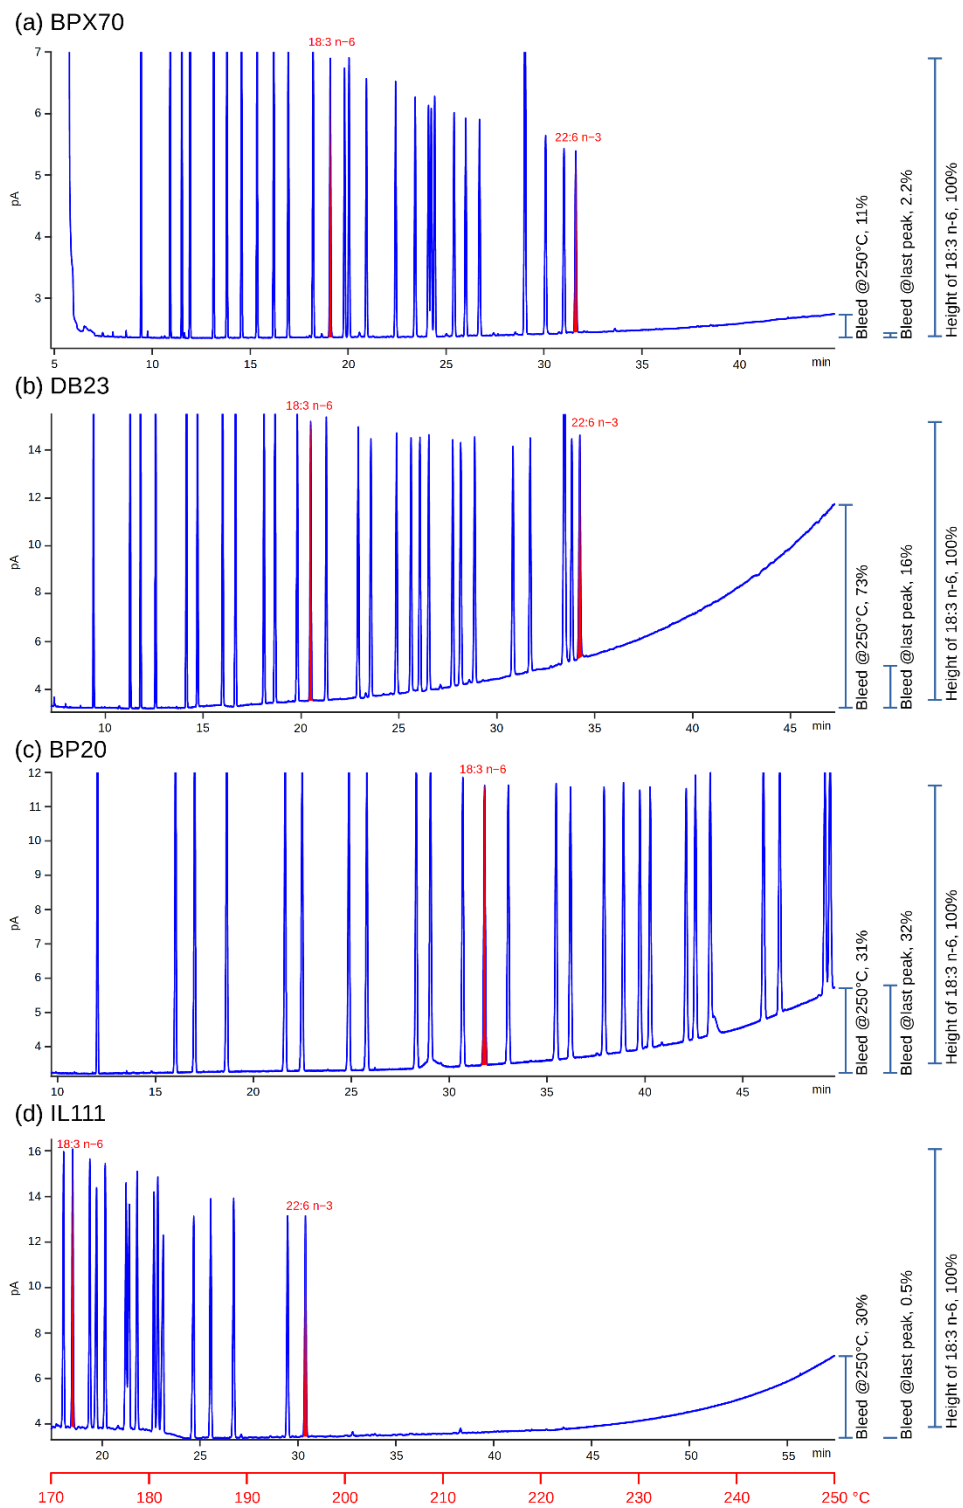 (a) BPX70
18:3 n−6
22:6 n−3
7
6
5
4
3
pA
5 10 15 20 25 30 35 40 min
Bleed @250°C, 11%
Bleed @last peak, 2.2%
Height of 18:3 n-6, 100%
(b) DB23
18:3 n−6
22:6 n−3
14
12
10
8
6
4
pA
10 15 20 25 30 35 40 45 min
Bleed @250°C, 73%
Bleed @last peak, 16%
Height of 18:3 n-6, 100%
(c) BP20
18:3 n−6
12
11
10
9
8
7
6
5
4
pA
10 15 20 25 30 35 40 45 min
Bleed @250°C, 31%
Bleed @last peak, 32%
Height of 18:3 n-6, 100%
(d) IL111
18:3 n−6
22:6 n−3
16
14
12
10
8
6
4
pA
20 25 30 35 40 45 50 55 min
Bleed @250°C, 30%
Bleed @last peak, 0.5%
Height of 18:3 n-6, 100%
170 180 190 200 210 220 230 240 250 °C